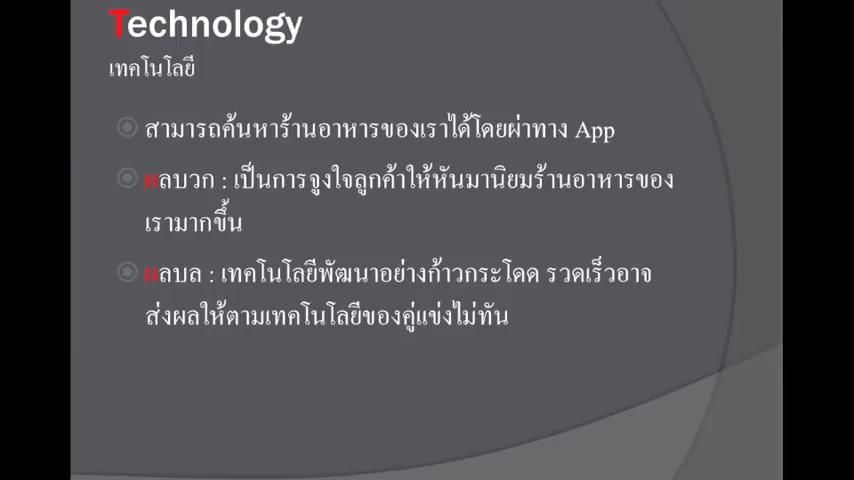 Technology
เทคโนโลยี
สามารถค้นหาร้านอาหารของเราได้โดยผ่าทาง App
ผลบวก : เป็นการจูงใจลูกค้าให้หันมานิยมร้านอาหารของ
เรามากขึ้น
ผลบล : เทคโนโลยีพัฒนาอย่างก้าวกระโดด รวดเร็วอาจ
ส่งผลให้ตามเทคโนโลยีของคู่แข่งไม่ทัน